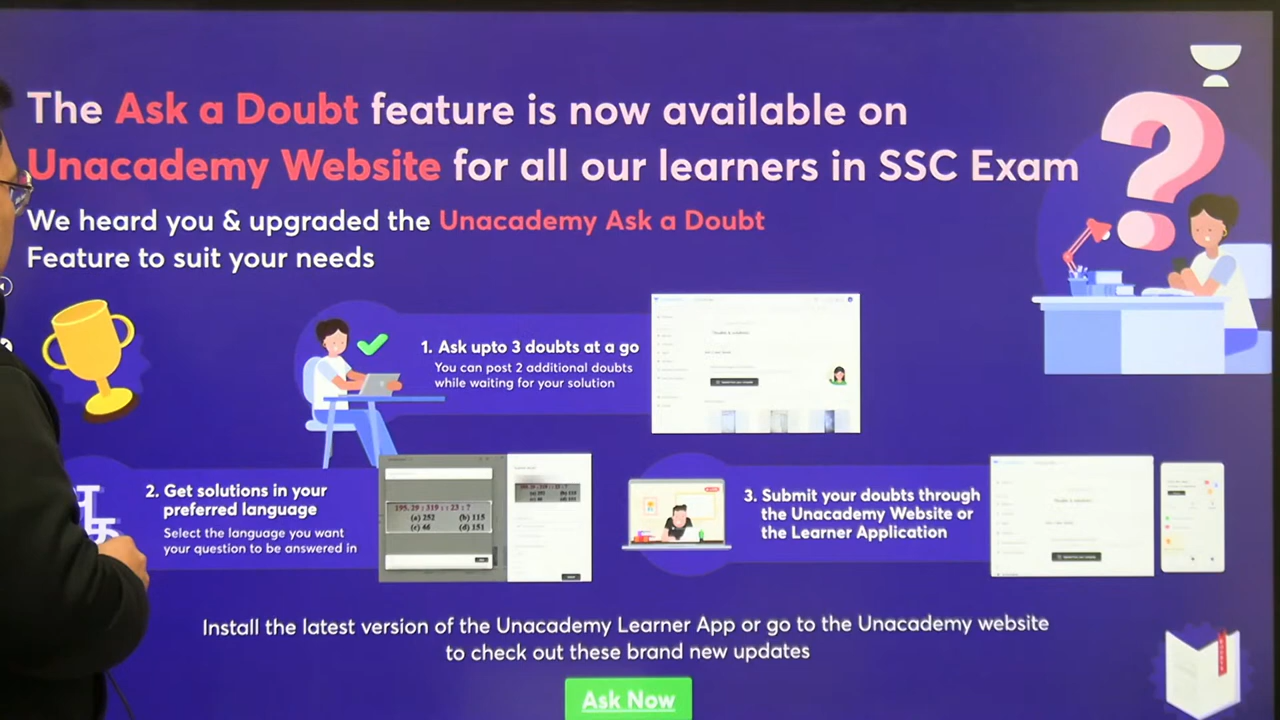 The Ask a Doubt feature is now available on
Unacademy Website for all our learners in SSC Exam
We heard you & upgraded the Unacademy Ask a Doubt
Feature to suit your needs
1. Ask upto 3 doubts at a go
You can post 2 additional doubts
while waiting for your solution
2. Get solutions in your
preferred language
Select the language you want
your question to be answered in
195. 29 : 319 : : 23 : ?
(a) 252 (b) 115
(c) 46 (d) 151
3. Submit your doubts through
the Unacademy Website or
the Learner Application
Install the latest version of the Unacademy Learner App or go to the Unacademy website
to check out these brand new updates
Ask Now